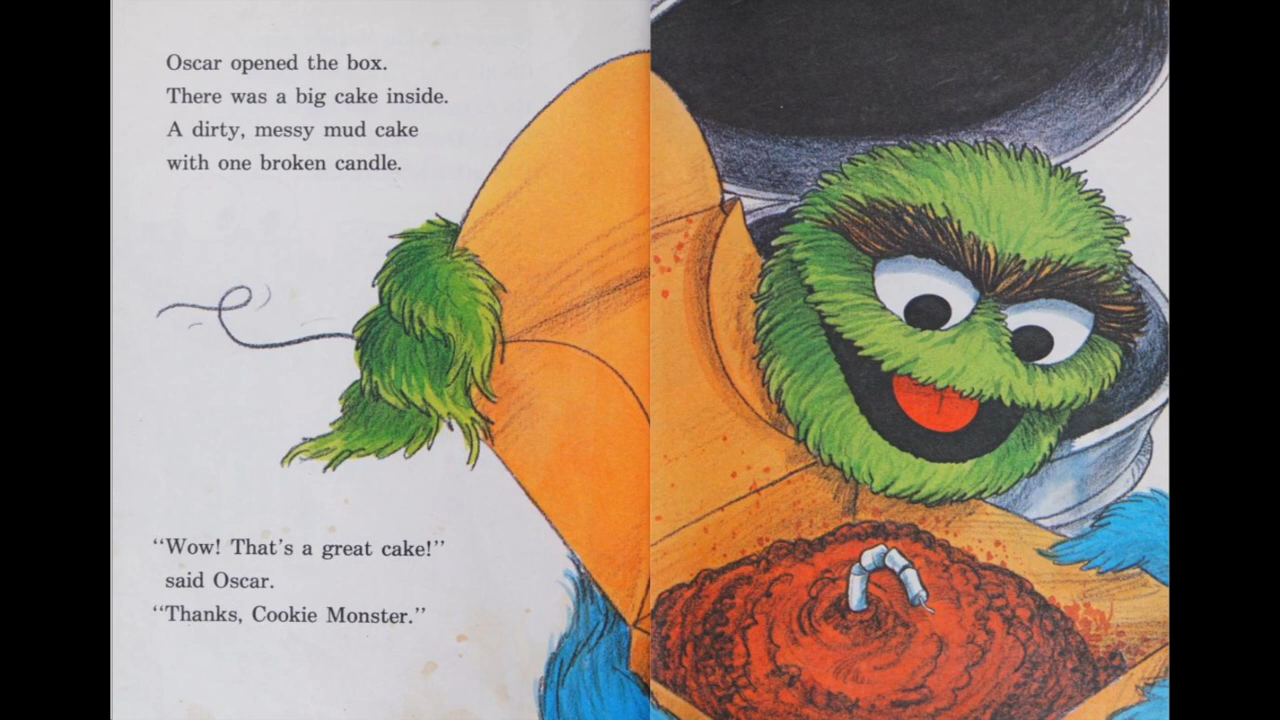 Oscar opened the box.
There was a big cake inside.
A dirty, messy mud cake
with one broken candle.
“Wow! That’s a great cake!”
said Oscar.
“Thanks, Cookie Monster.”